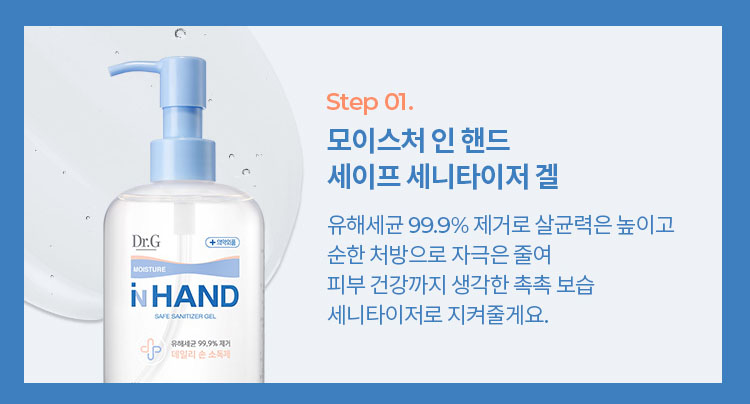 Step 01.
모이스처 인 핸드
세이프 세니타이저 겔
유해세균 99.9% 제거로 살균력은 높이고
순한 처방으로 자극은 줄여
피부 건강까지 생각한 촉촉 보습
세니타이저로 지켜줄게요.
Dr.G
의약외품
MOISTURE
iN HAND
SAFE SANITIZER GEL
유해세균 99.9% 제거
데일리 손 소독제